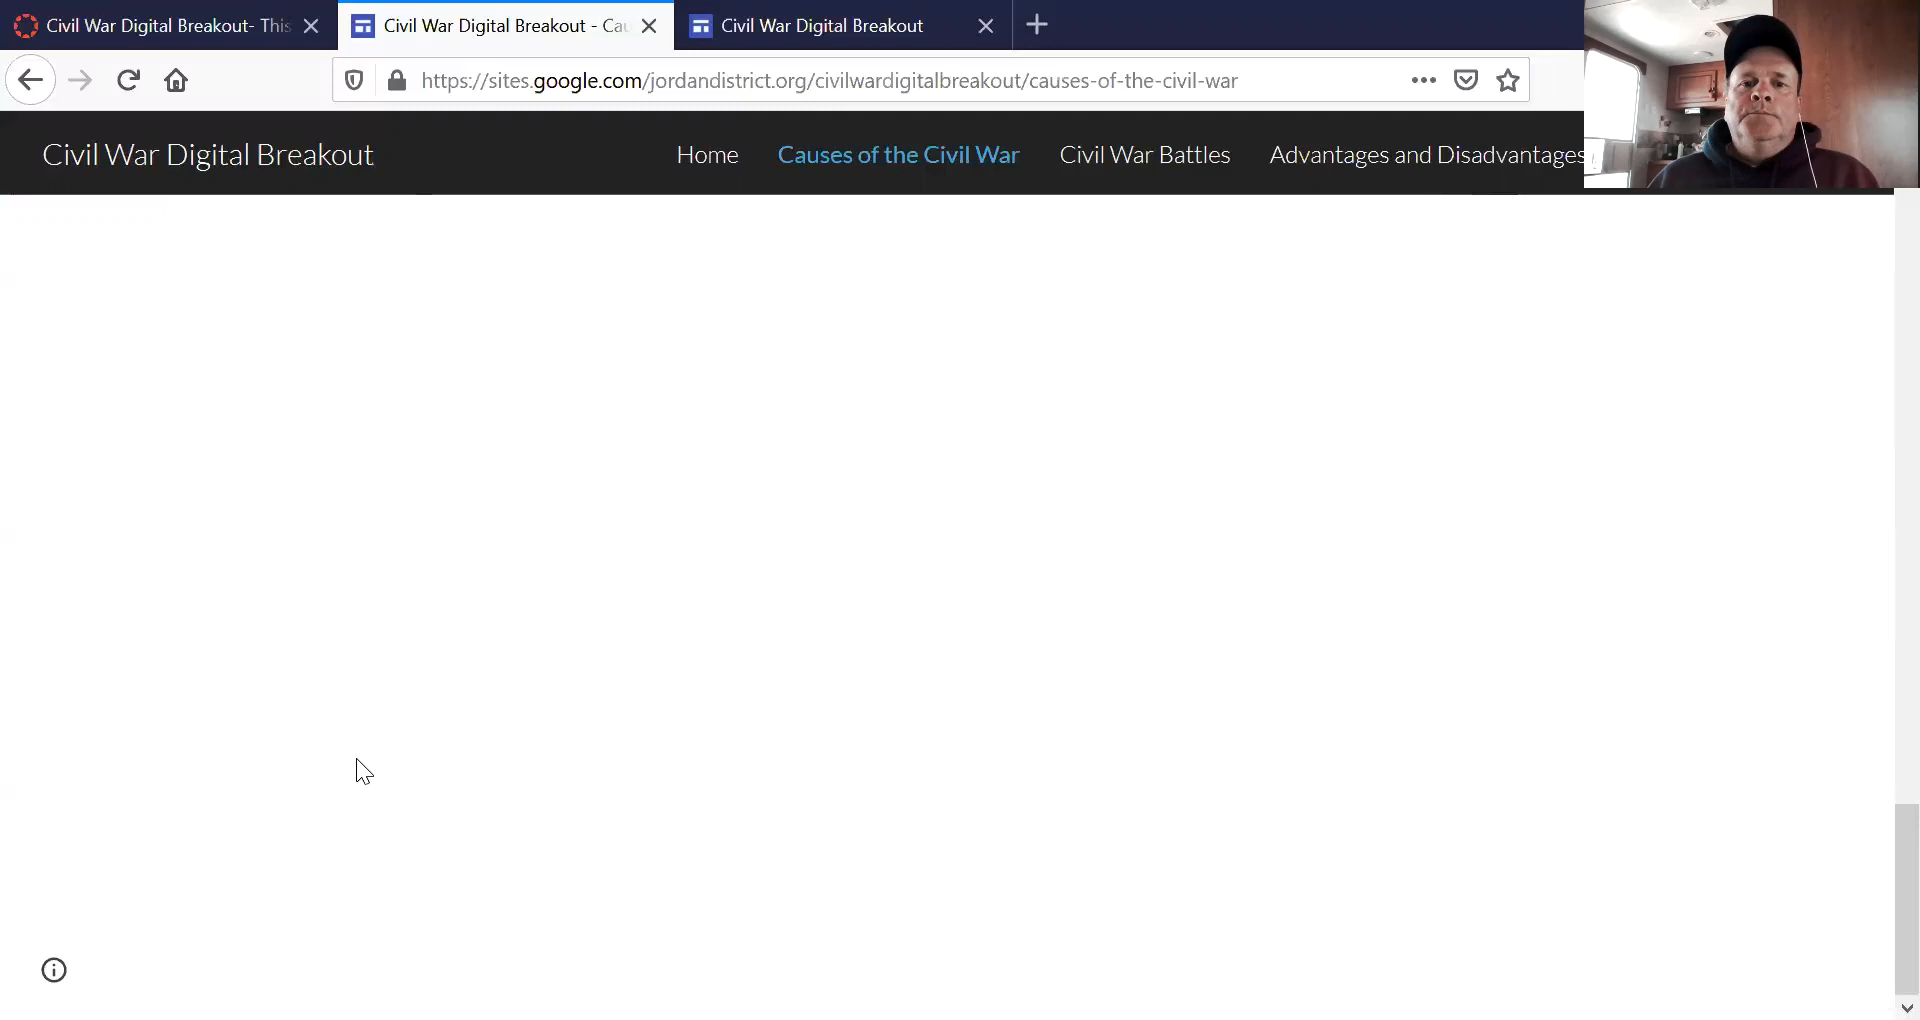 Civil War Digital Breakout- This
Civil War Digital Breakout - Cau
Civil War Digital Breakout
https://sites.google.com/jordandistrict.org/civilwardigitalbreakout/causes-of-the-civil-war
Civil War Digital Breakout
Home
Causes of the Civil War
Civil War Battles
Advantages and Disadvantages